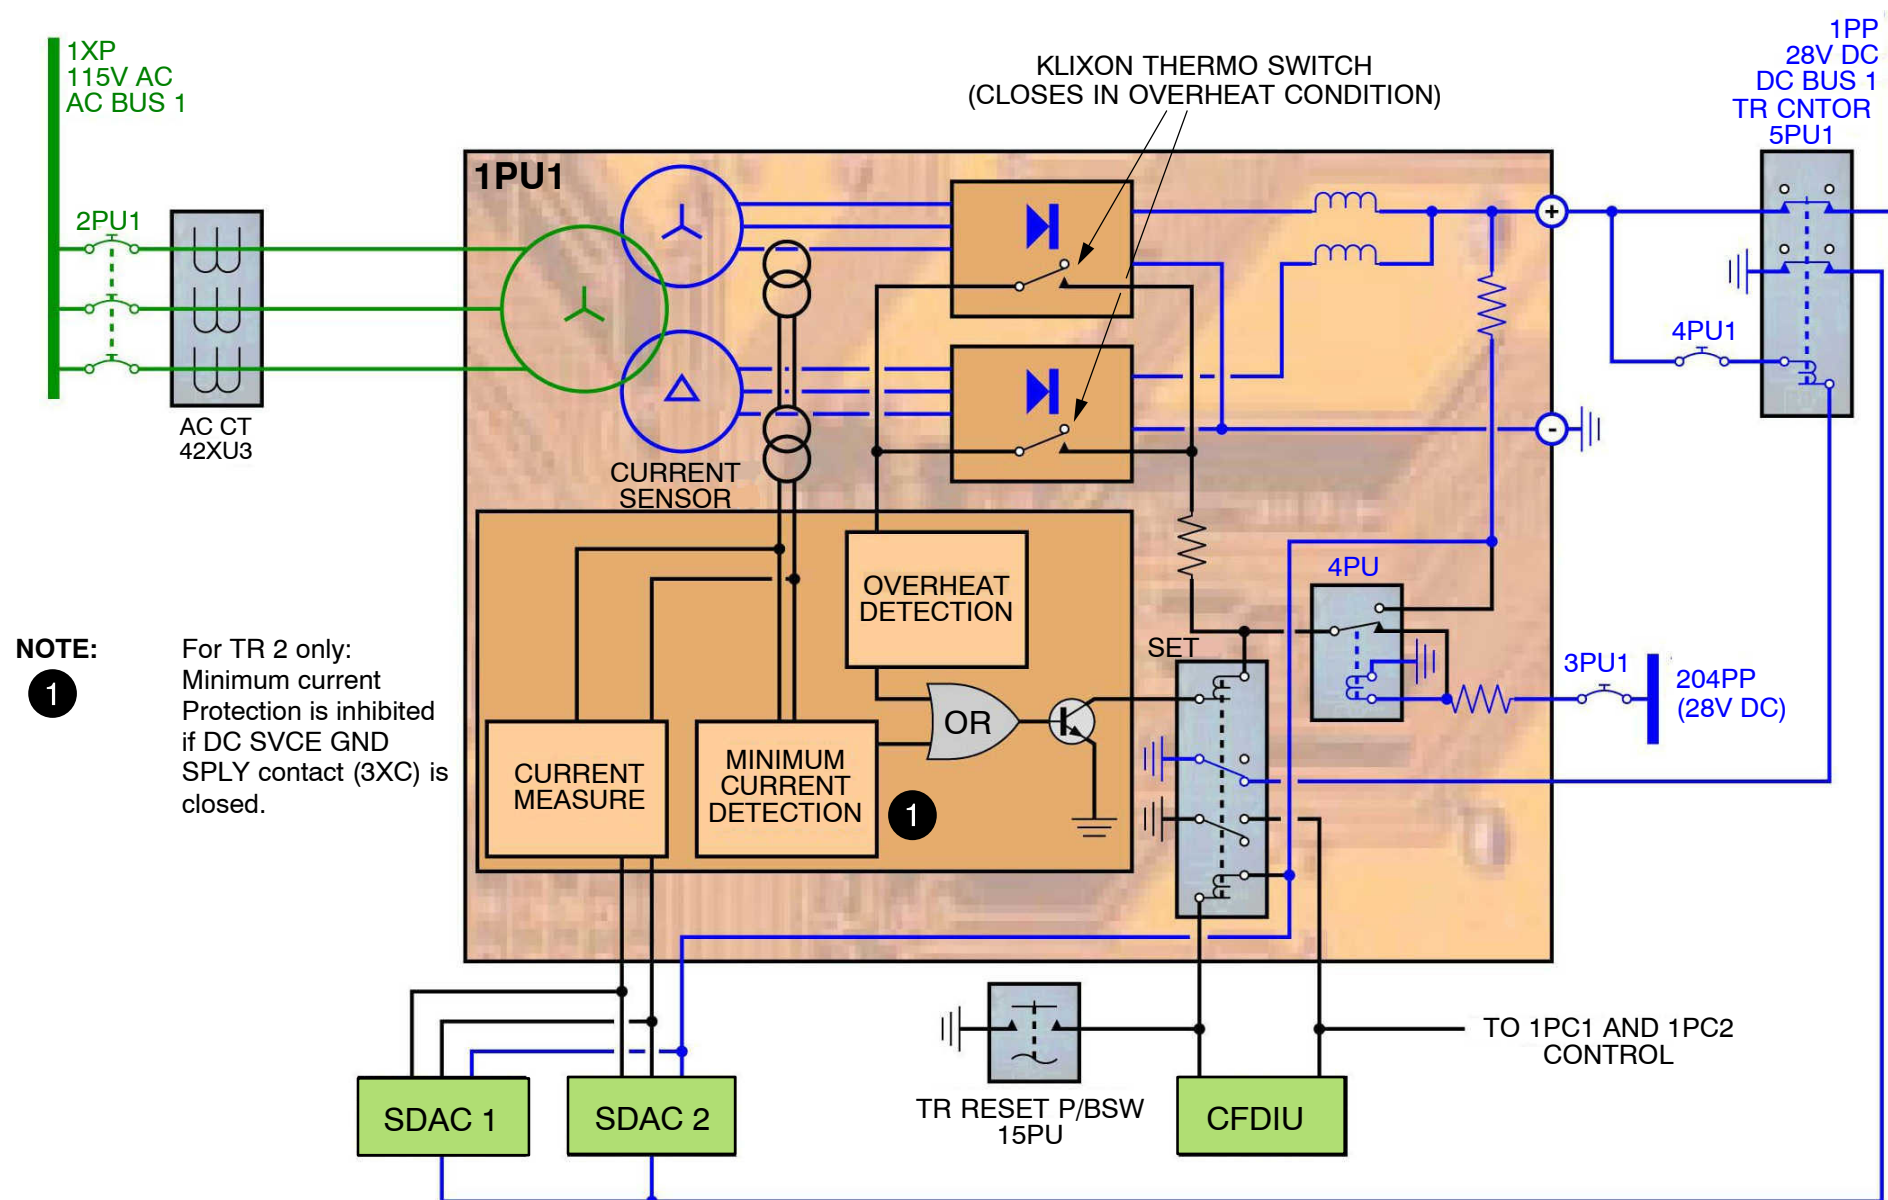 1XP
115V AC
AC BUS 1
2PU1
AC CT
42XU3
KLIXON THERMO SWITCH
(CLOSES IN OVERHEAT CONDITION)
1PP
28V DC
DC BUS 1
TR CNTOR
5PU1
1PU1
+
4PU1
-
CURRENT
SENSOR
OVERHEAT
DETECTION
4PU
SET
3PU1
204PP
(28V DC)
OR
CURRENT
MEASURE
MINIMUM
CURRENT
DETECTION
1
NOTE:
1
For TR 2 only:
Minimum current
Protection is inhibited
if DC SVCE GND
SPLY contact (3XC) is
closed.
TO 1PC1 AND 1PC2
CONTROL
SDAC 1
SDAC 2
TR RESET P/BSW
15PU
CFDIU